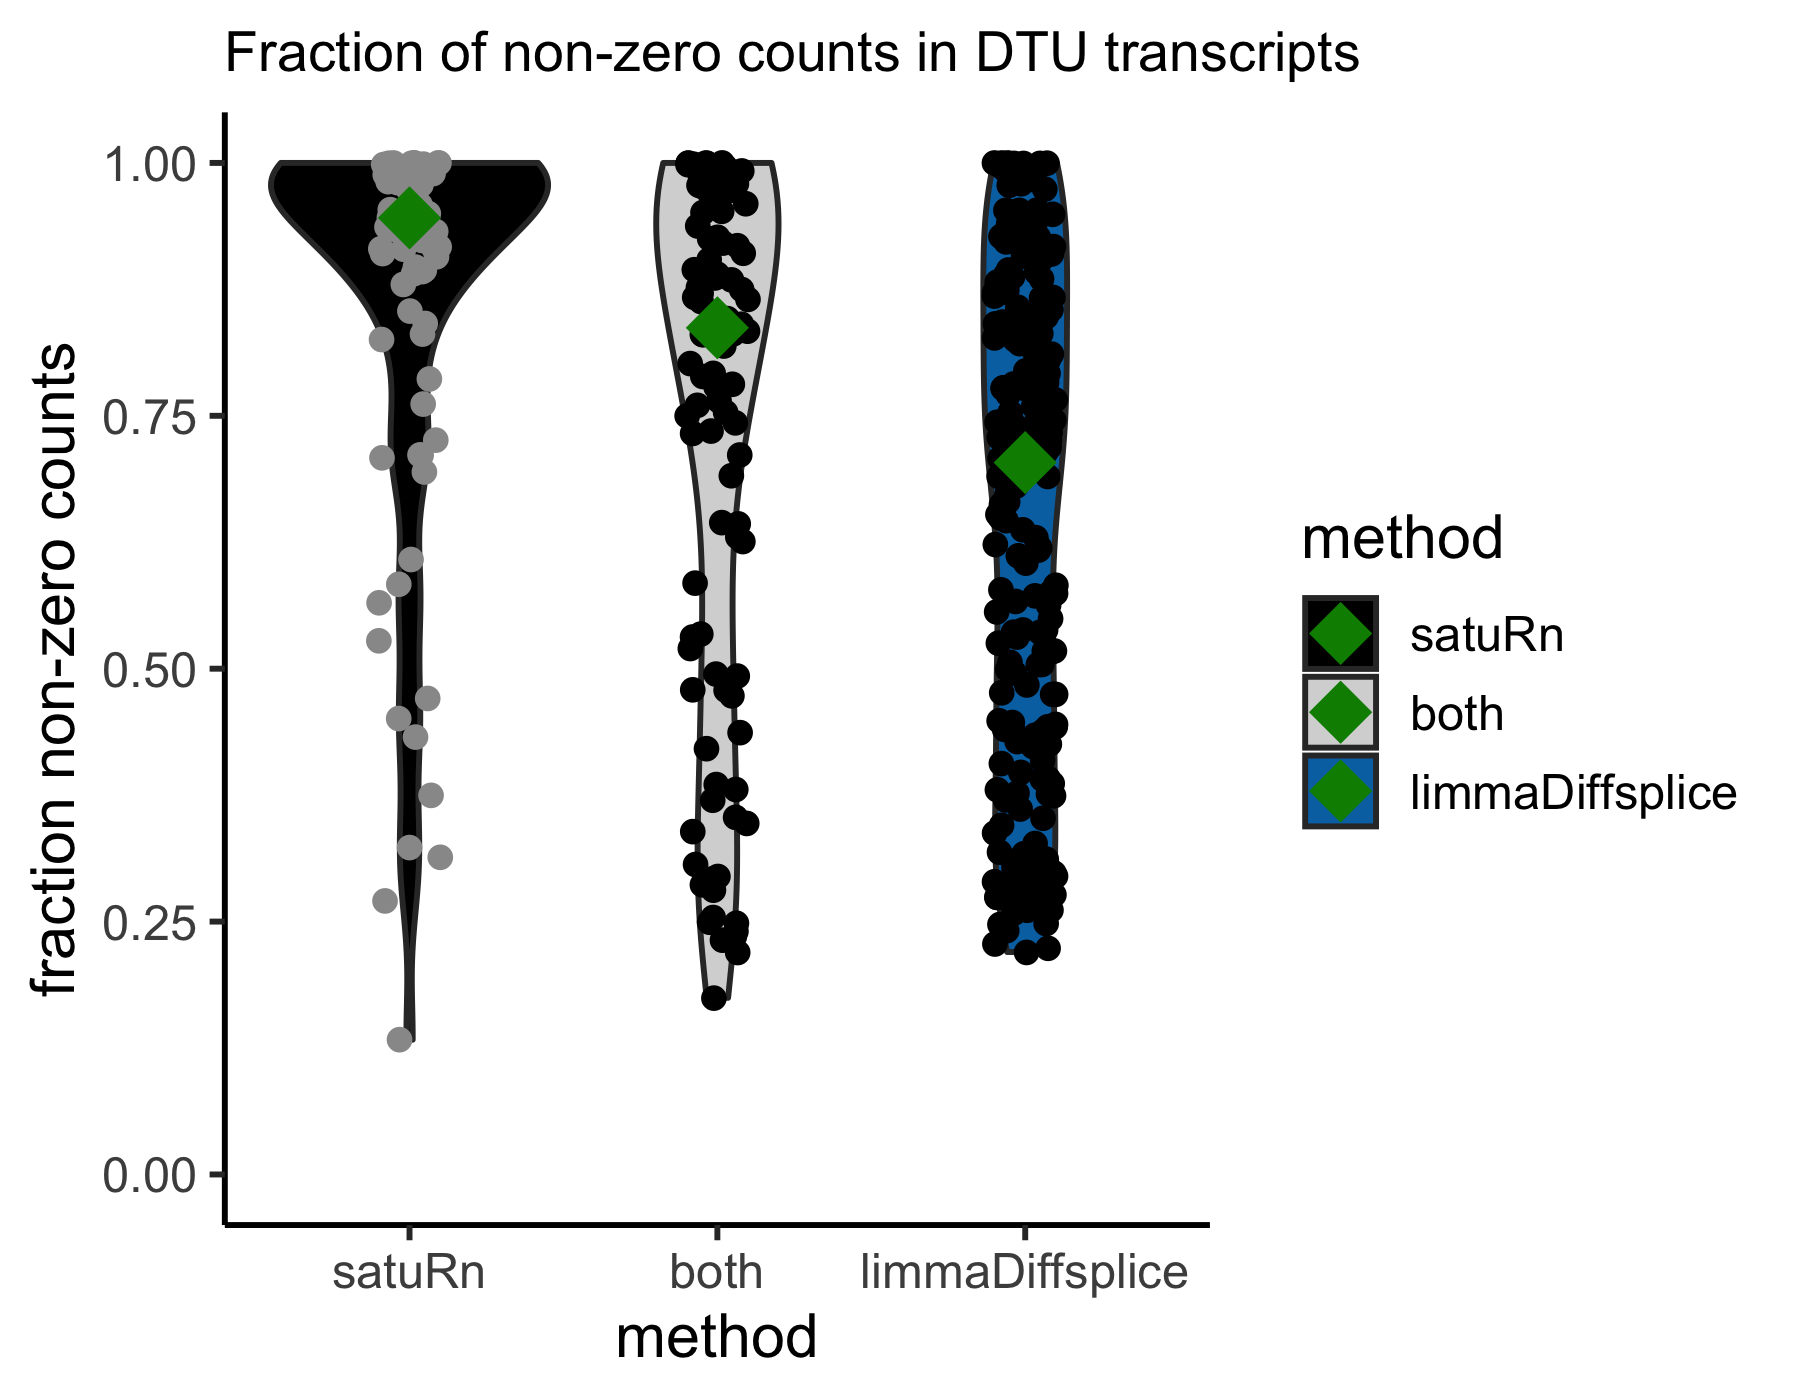 Fraction of non-zero counts in DTU transcripts
fraction non-zero counts
1.00
0.75
0.50
0.25
0.00
satuRn
both
limmaDiffsplice
method
method
satuRn
both
limmaDiffsplice